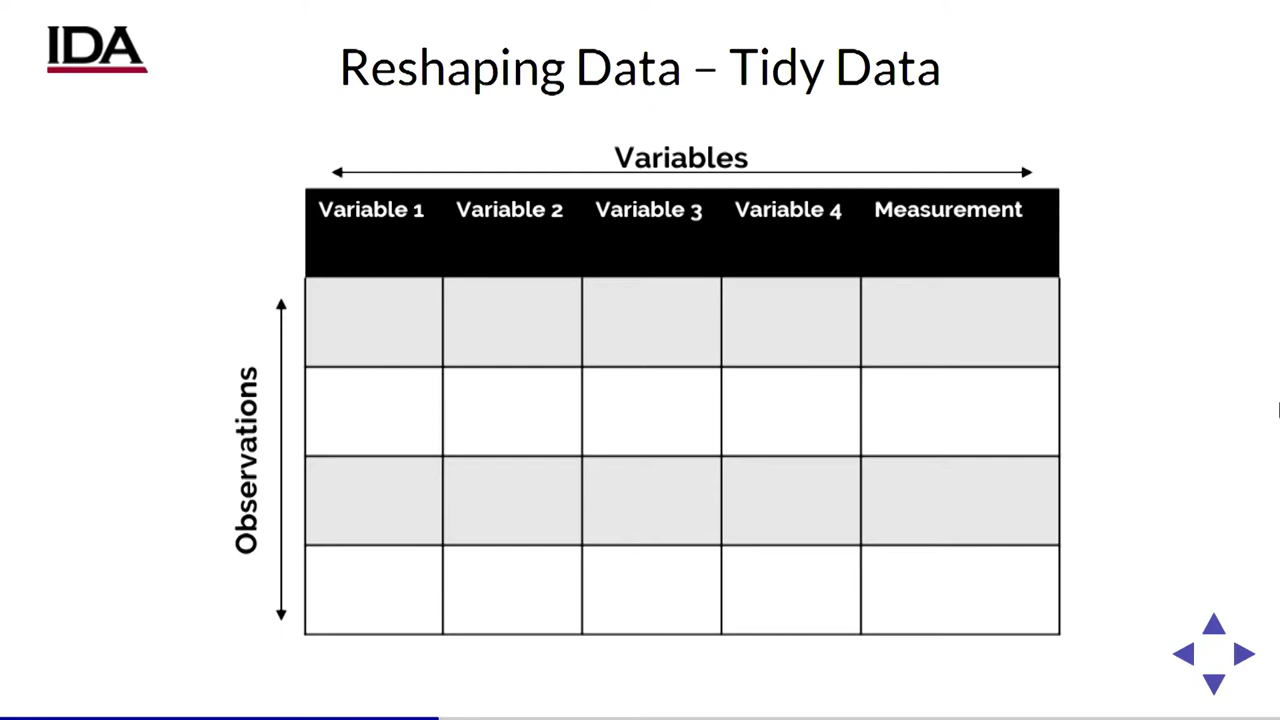 IDA
Reshaping Data – Tidy Data
Variables
Variable 1 Variable 2 Variable 3 Variable 4 Measurement
Observations